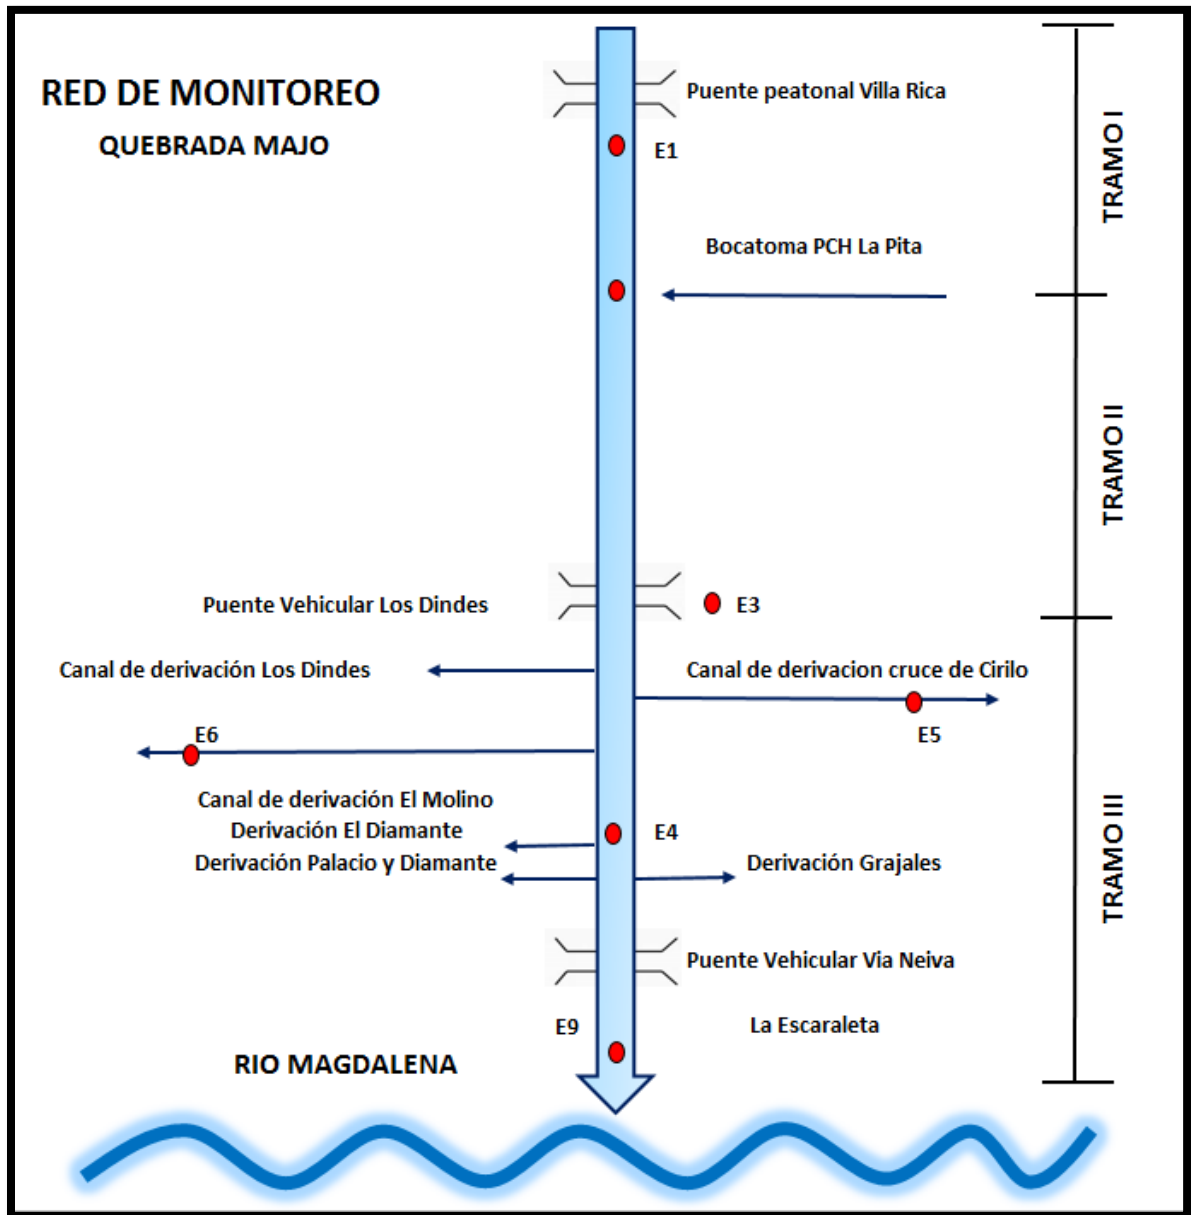 RED DE MONITOREO
QUEBRADA MAJO
Puente peatonal Villa Rica
E1
TRAMO I
Bocatoma PCH La Pita
TRAMO II
Puente Vehicular Los Dindes
E3
Canal de derivación Los Dindes
Canal de derivacion cruce de Cirilo
E6
E5
Canal de derivación El Molino
Derivación El Diamante
E4
Derivación Palacio y Diamante
Derivación Grajales
TRAMO III
Puente Vehicular Via Neiva
E9
La Escaraleta
RIO MAGDALENA